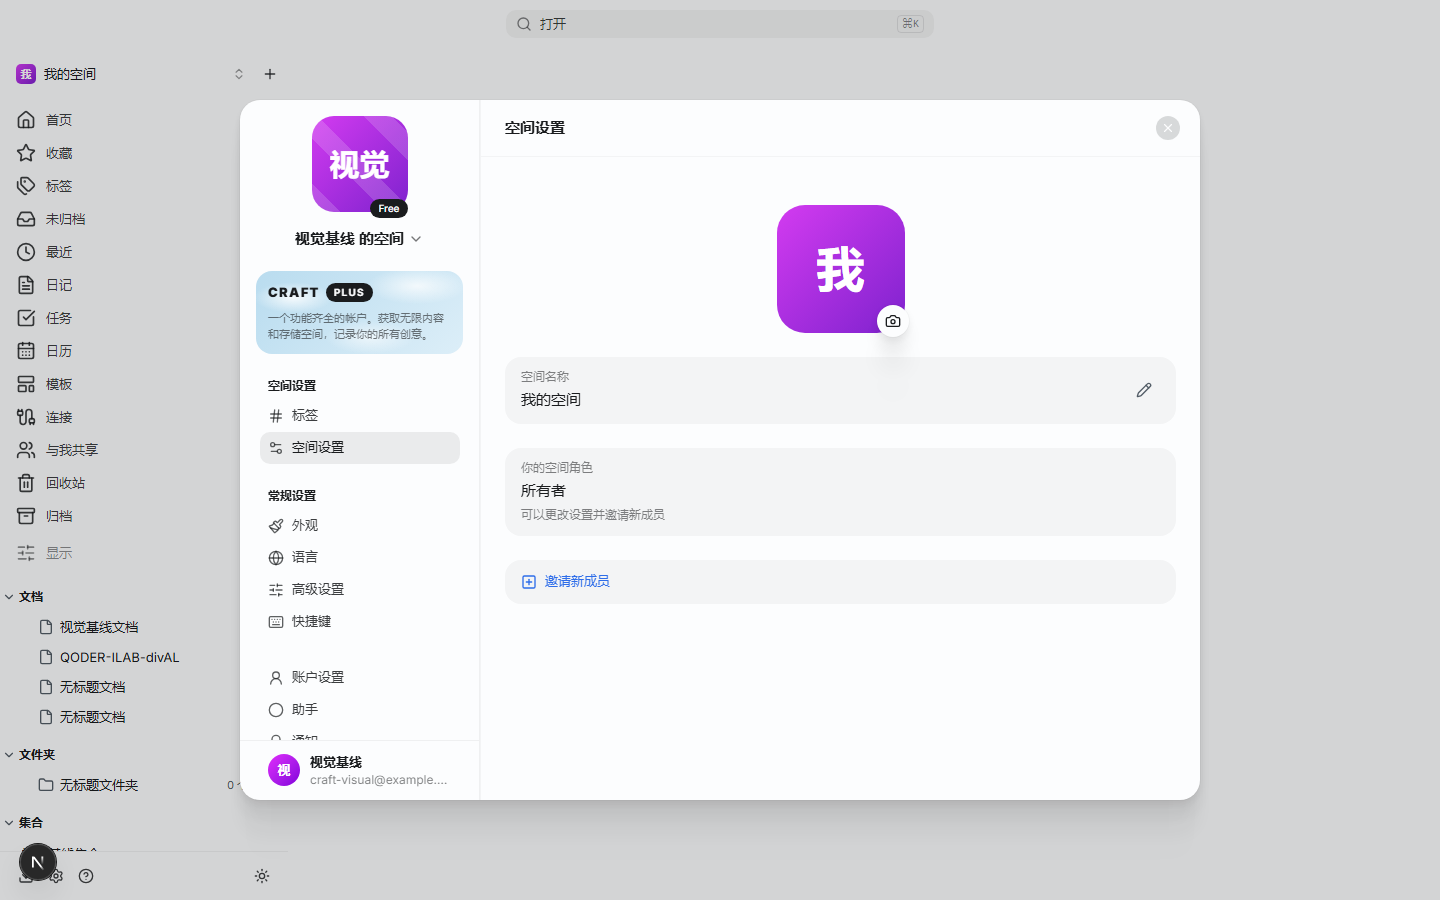 打开
⌘K
我
我的空间
首页
收藏
标签
未归档
最近
日记
任务
日历
模板
连接
与我共享
回收站
归档
显示
文档
视觉基线文档
QODER-ILAB-divAL
无标题文档
无标题文档
文件夹
无标题文件夹
0
集合
N
视觉
Free
视觉基线 的空间
CRAFT PLUS
一个功能齐全的帐户。获取无限内容
和存储空间，记录你的所有创意。
空间设置
标签
空间设置
常规设置
外观
语言
高级设置
快捷键
账户设置
助手
通知
视
视觉基线
craft-visual@example....
空间设置
我
空间名称
我的空间
你的空间角色
所有者
可以更改设置并邀请新成员
邀请新成员